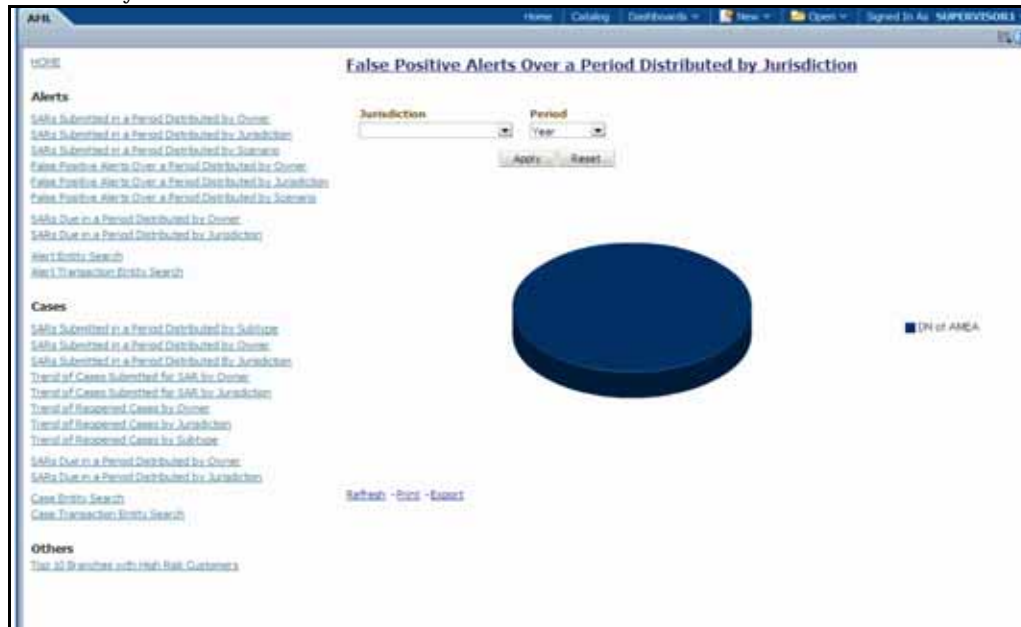 AML
Home Catalog Dashboards New Open Signed In As SUPERVISOR1
HOME
False Positive Alerts Over a Period Distributed by Jurisdiction
Alerts
SARs Submitted in a Period Distributed by Owner
SARs Submitted in a Period Distributed by Jurisdiction
SARs Submitted in a Period Distributed by Scenario
False Positive Alerts Over a Period Distributed by Owner
False Positive Alerts Over a Period Distributed by Jurisdiction
False Positive Alerts Over a Period Distributed by Scenario
SARs Due in a Period Distributed by Owner
SARs Due in a Period Distributed by Jurisdiction
Alert Entity Search
Alert Transaction Entity Search
Jurisdiction Period
Year
Apply Reset
DN of AMEA
Cases
SARs Submitted in a Period Distributed by Subtype
SARs Submitted in a Period Distributed by Owner
SARs Submitted in a Period Distributed By Jurisdiction
Trend of Cases Submitted for SAR by Owner
Trend of Cases Submitted for SAR by Jurisdiction
Trend of Reopened Cases by Owner
Trend of Reopened Cases by Jurisdiction
Trend of Reopened Cases by Subtype
SARs Due in a Period Distributed by Owner
SARs Due in a Period Distributed by Jurisdiction
Case Entity Search
Case Transaction Entity Search
Refresh - Print - Export
Others
Top 10 Branches with High Risk Customers